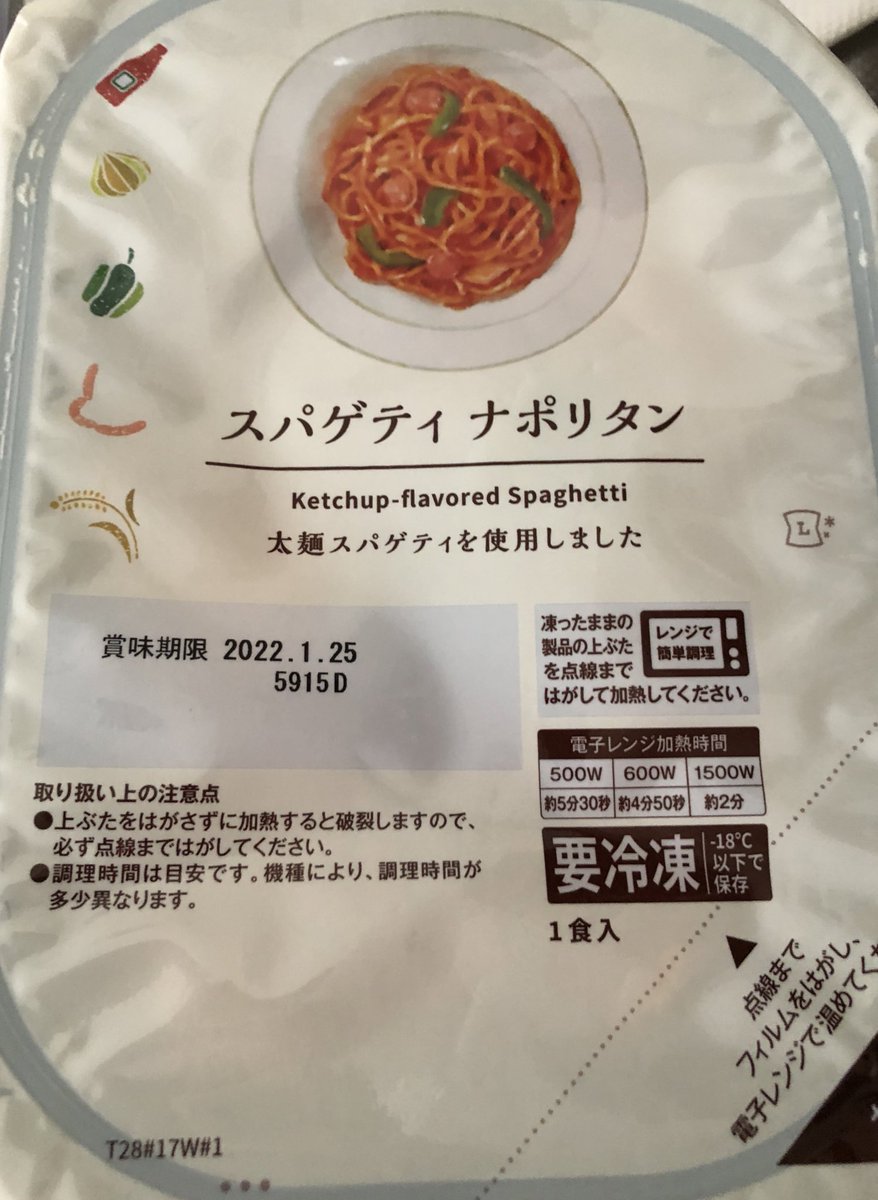 スパゲティ ナポリタン
Ketchup-flavored Spaghetti
太麺スパゲティを使用しました
L
賞味期限 2022.1.25
5915D
凍ったままの
製品の上ぶた
を点線まで
はがして加熱してください。
レンジで
簡単調理
電子レンジ加熱時間
500W 600W 1500W
約5分30秒 約4分50秒 約2分
要冷凍
-18℃
以下で
保存
1食入
取り扱い上の注意点
●上ぶたをはがさずに加熱すると破裂しますので、
必ず点線まではがしてください。
●調理時間は目安です。機種により、調理時間が
多少異なります。
点線まで
フィルムをはがし、
電子レンジで温めてく
T28#17W#1